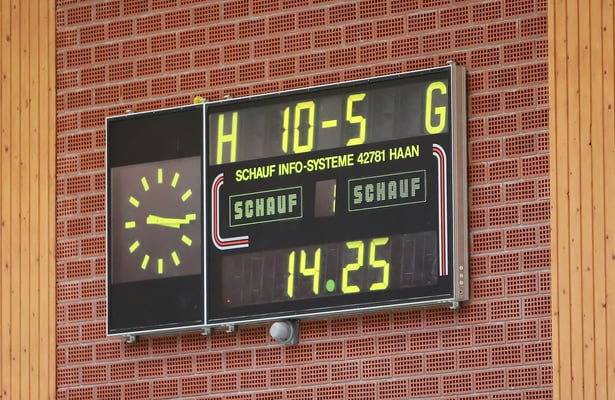 H 10-5 G
SCHAUF INFO-SYSTEME 42781 HAAN
SCHAUF 1 SCHAUF
14.25